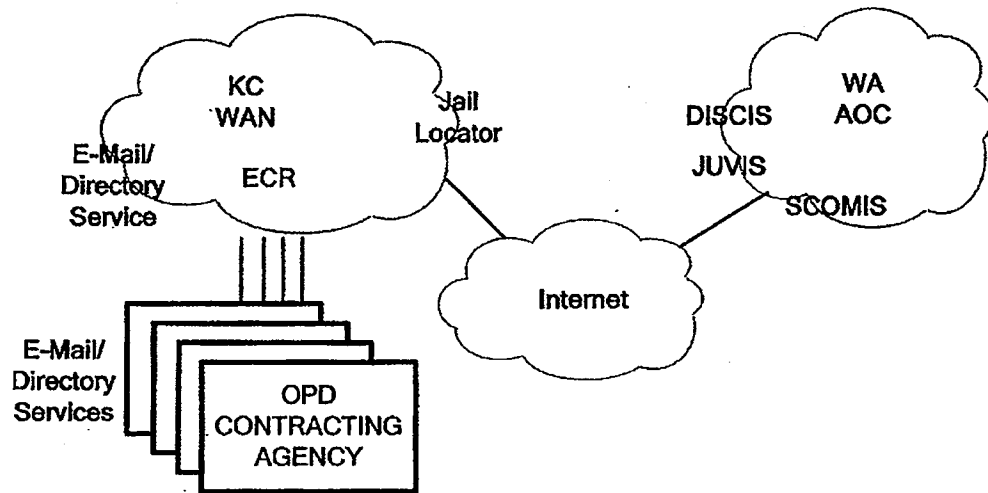 KC
WAN
Jail
Locator
E-Mail/
Directory
Service
ECR
WA
AOC
DISCIS
JUVIS
SCOMIS
Internet
E-Mail/
Directory
Services
OPD
CONTRACTING
AGENCY